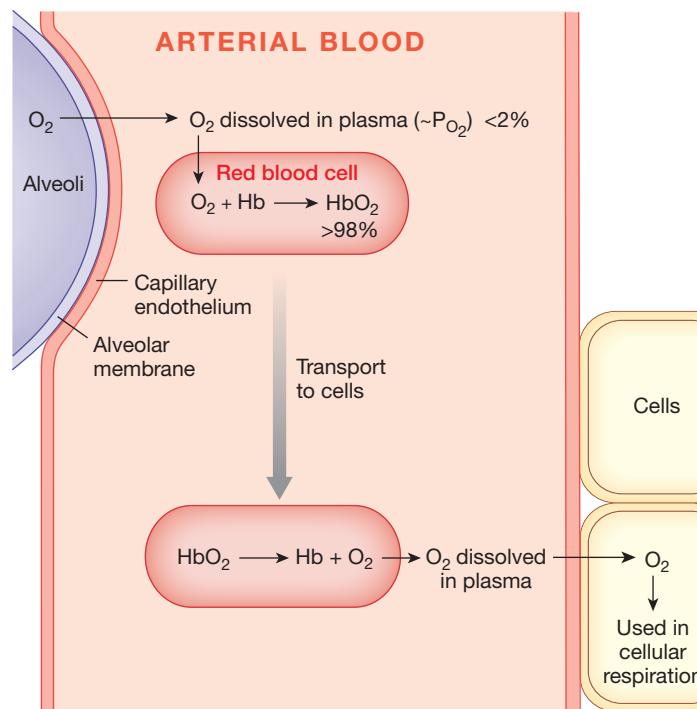 ARTERIAL BLOOD
O₂
O₂ dissolved in plasma (~P_O₂) <2%
Alveoli
Red blood cell
O₂ + Hb → HbO₂
>98%
Capillary
endothelium
Alveolar
membrane
Transport
to cells
Cells
HbO₂ → Hb + O₂
O₂ dissolved
in plasma
O₂
Used in
cellular
respiration